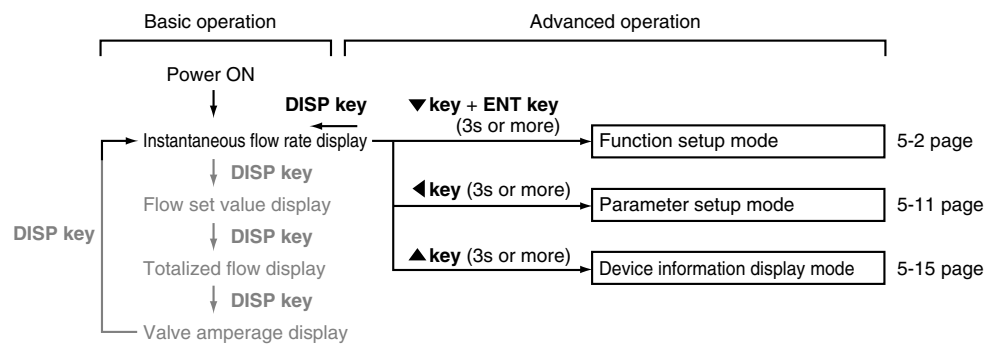 Basic operation
Advanced operation
Power ON
DISP key
▼ key + ENT key
(3s or more)
Instantaneous flow rate display
Function setup mode
5-2 page
DISP key
◀ key (3s or more)
Flow set value display
Parameter setup mode
5-11 page
DISP key
DISP key
▲ key (3s or more)
Totalized flow display
Device information display mode
5-15 page
DISP key
Valve amperage display